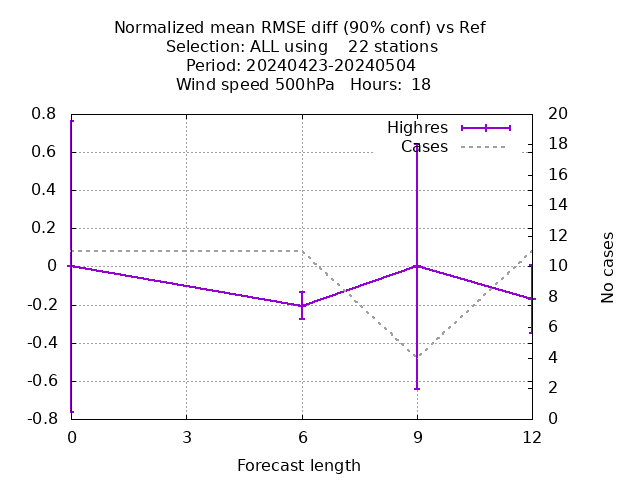 Normalized mean RMSE diff (90% conf) vs Ref
Selection: ALL using    22 stations
Period: 20240423-20240504
Wind speed 500hPa   Hours:  18
Highres
Cases
0.8
0.6
0.4
0.2
0
-0.2
-0.4
-0.6
-0.8
20
18
16
14
12
10
8
6
4
2
0
No cases
0 3 6 9 12
Forecast length